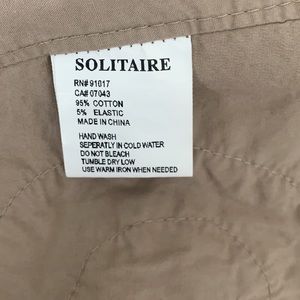 SOLITAIRE
RN# 91017
CA# 07043
95% COTTON
5% ELASTIC
MADE IN CHINA
HAND WASH
SEPERATLY IN COLD WATER
DO NOT BLEACH
TUMBLE DRY LOW
USE WARM IRON WHEN NEEDED